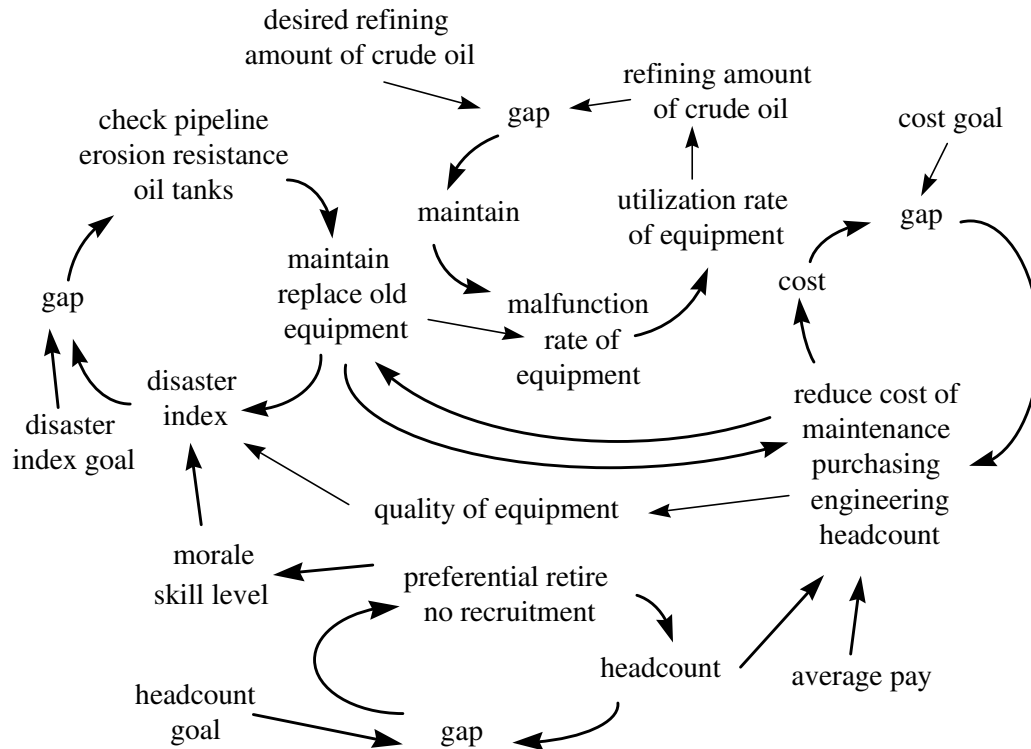 desired refining
amount of crude oil
refining amount
of crude oil
gap
cost goal
check pipeline
erosion resistance
oil tanks
maintain
utilization rate
of equipment
gap
maintain
replace old
equipment
cost
gap
malfunction
rate of
equipment
disaster
index
reduce cost of
maintenance
purchasing
engineering
headcount
disaster
index goal
quality of equipment
morale
skill level
preferential retire
no recruitment
headcount
average pay
headcount
goal
gap